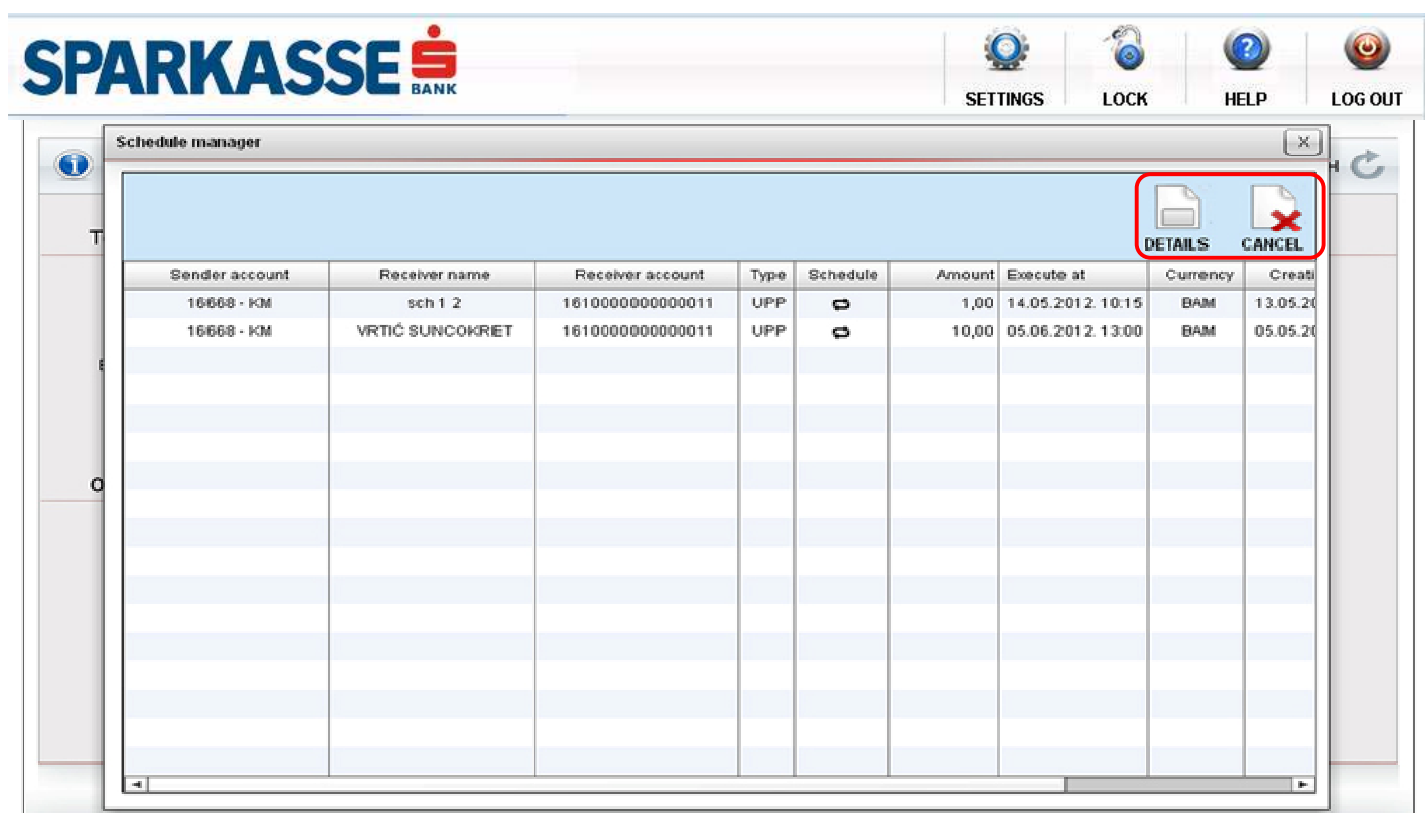 SPARKASSE
BANK
SETTINGS LOCK HELP LOG OUT
Schedule manager
DETAILS CANCEL
Sender account Receiver name Receiver account Type Schedule Amount Execute at Currency Creati
16668 - KM sch 1 2 1610000000000011 UPP 1,00 14.05.2012. 10:15 BAM 13.05.20
16668 - KM VRTIĆ SUNCOKRET 1610000000000011 UPP 10,00 05.06.2012. 13:00 BAM 05.05.20